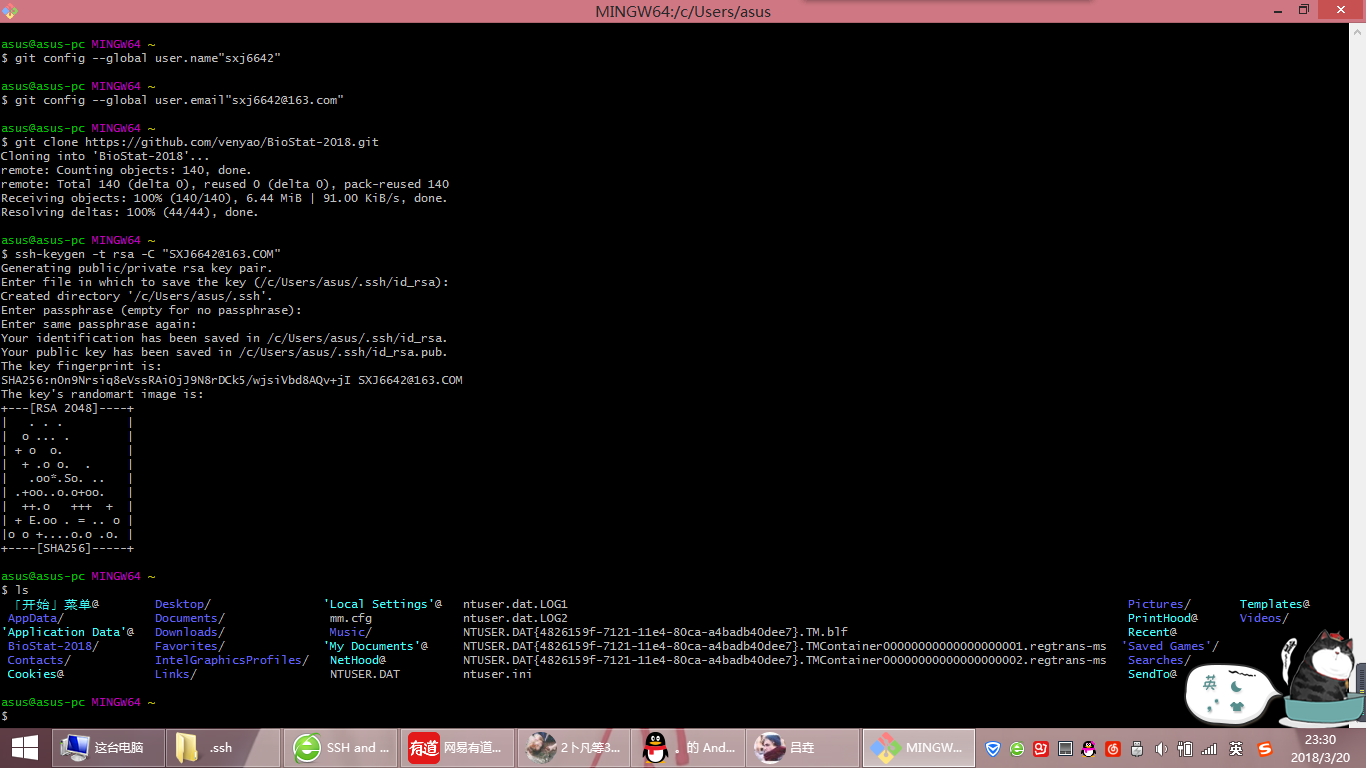 MINGW64:/c/Users/asus
asus@asus-pc MINGW64 ~
$ git config --global user.name"sxj6642"
asus@asus-pc MINGW64 ~
$ git config --global user.email"sxj6642@163.com"
asus@asus-pc MINGW64 ~
$ git clone https://github.com/venyao/BioStat-2018.git
Cloning into 'BioStat-2018'...
remote: Counting objects: 140, done.
remote: Total 140 (delta 0), reused 0 (delta 0), pack-reused 140
Receiving objects: 100% (140/140), 6.44 MiB | 91.00 KiB/s, done.
Resolving deltas: 100% (44/44), done.
asus@asus-pc MINGW64 ~
$ ssh-keygen -t rsa -C "SXJ6642@163.COM"
Generating public/private rsa key pair.
Enter file in which to save the key (/c/Users/asus/.ssh/id_rsa):
Created directory '/c/Users/asus/.ssh'.
Enter passphrase (empty for no passphrase):
Enter same passphrase again:
Your identification has been saved in /c/Users/asus/.ssh/id_rsa.
Your public key has been saved in /c/Users/asus/.ssh/id_rsa.pub.
The key fingerprint is:
SHA256:nOn9Nrsiq8eVssRAiOjJ9N8rDCk5/wjsiVbd8AQv+jI SXJ6642@163.COM
The key's randomart image is:
+---[RSA 2048]----+
|   . . .         |
|  o ... .        |
| + o  o.         |
|  + .o o.  .     |
|   .oo*.So. ..   |
| .+oo..o.o+oo.   |
|  ++.o   +++  +  |
| + E.oo . = .. o |
|o o +....o.o .o. |
+----[SHA256]-----+
asus@asus-pc MINGW64 ~
$ ls
「开始」菜单@ Desktop/ 'Local Settings'@ ntuser.dat.LOG1 Pictures/ Templates@
AppData/ Documents/ mm.cfg ntuser.dat.LOG2 PrintHood@ Videos/
'Application Data'@ Downloads/ Music/ NTUSER.DAT{4826159f-7121-11e4-80ca-a4badb40dee7}.TM.blf Recent@
BioStat-2018/ Favorites/ 'My Documents'@ NTUSER.DAT{4826159f-7121-11e4-80ca-a4badb40dee7}.TMContainer00000000000000000001.regtrans-ms 'Saved Games'/
Contacts/ IntelGraphicsProfiles/ NetHood@ NTUSER.DAT{4826159f-7121-11e4-80ca-a4badb40dee7}.TMContainer00000000000000000002.regtrans-ms Searches/
Cookies@ Links/ NTUSER.DAT ntuser.ini SendTo@
asus@asus-pc MINGW64 ~
$
英
这台电脑 .ssh SSH and ... 有道 网易有道... 2卜凡等3... 。的 And... 吕垚 MINGW... 英 23:30
2018/3/20